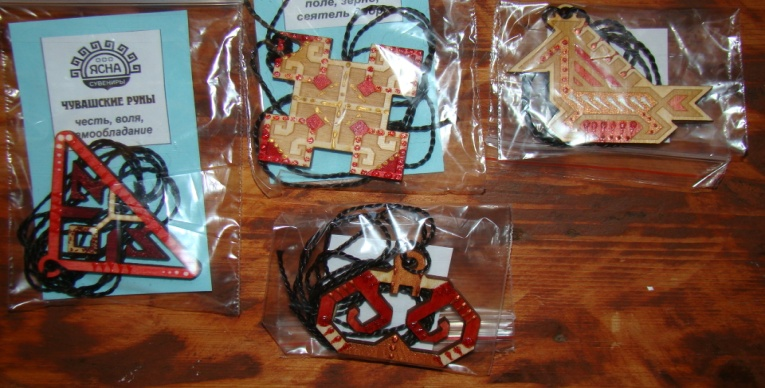 ЯСНА
СУВЕНИРЫ
ЧУВАШСКИЕ РУНЫ
честь, воля,
самообладание
поле, зерно,
сеятель